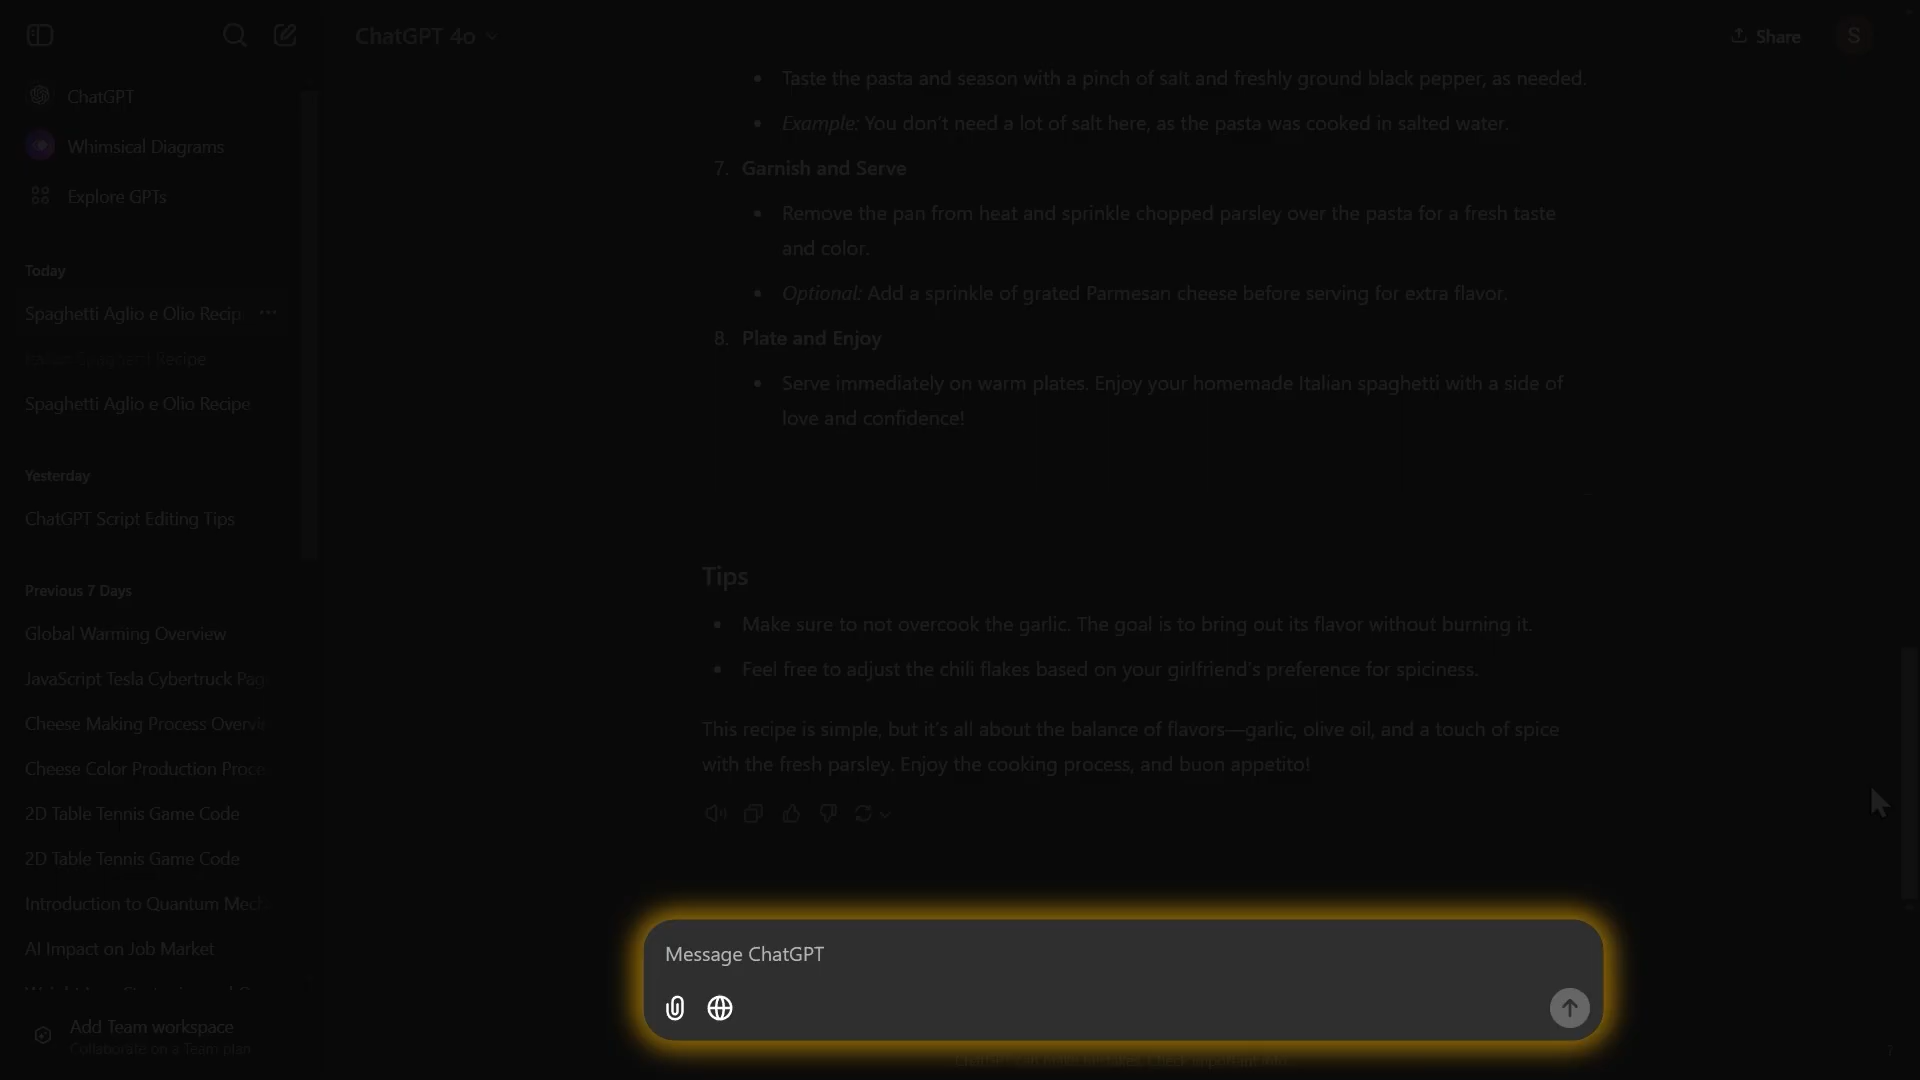 ChatGPT 4o
Share
S
ChatGPT
Whimsical Diagrams
Explore GPTs
Today
Spaghetti Aglio e Olio Recip
Italian Spaghetti Recipe
Spaghetti Aglio e Olio Recipe
Yesterday
ChatGPT Script Editing Tips
Previous 7 Days
Global Warming Overview
JavaScript Tesla Cybertruck Pag
Cheese Making Process Overvi
Cheese Color Production Proce
2D Table Tennis Game Code
2D Table Tennis Game Code
Introduction to Quantum Mech
AI Impact on Job Market
Add Team workspace
Collaborate on a Team plan
• Taste the pasta and season with a pinch of salt and freshly ground black pepper, as needed.
• Example: You don't need a lot of salt here, as the pasta was cooked in salted water.
7. Garnish and Serve
• Remove the pan from heat and sprinkle chopped parsley over the pasta for a fresh taste
and color.
• Optional: Add a sprinkle of grated Parmesan cheese before serving for extra flavor.
8. Plate and Enjoy
• Serve immediately on warm plates. Enjoy your homemade Italian spaghetti with a side of
love and confidence!
Tips
• Make sure to not overcook the garlic. The goal is to bring out its flavor without burning it.
• Feel free to adjust the chili flakes based on your girlfriend's preference for spiciness.
This recipe is simple, but it's all about the balance of flavors—garlic, olive oil, and a touch of spice
with the fresh parsley. Enjoy the cooking process, and buon appetito!
Message ChatGPT